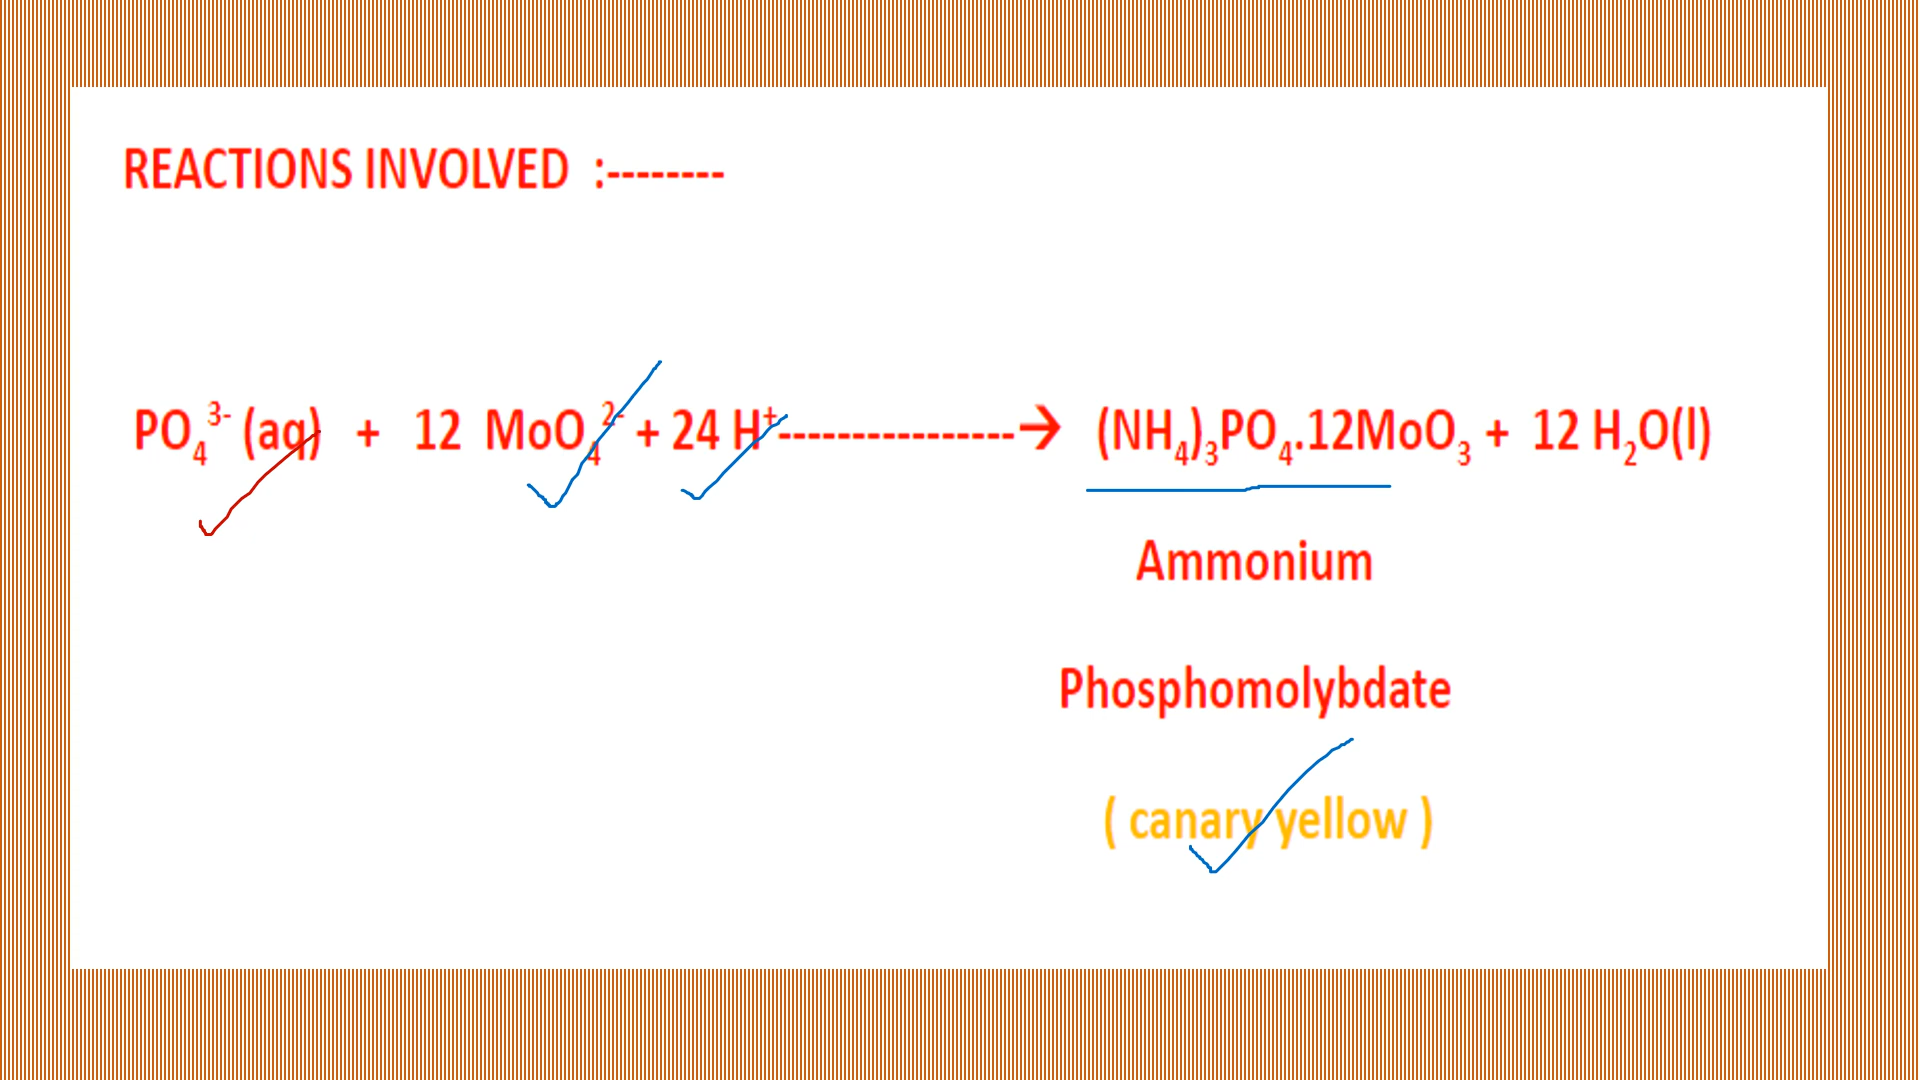 REACTIONS INVOLVED :--------
PO₄³⁻ (aq) + 12 MoO₄²⁻ + 24 H⁺----------------→ (NH₄)₃PO₄.12MoO₃ + 12 H₂O(l)
Ammonium
Phosphomolybdate
( canary yellow )